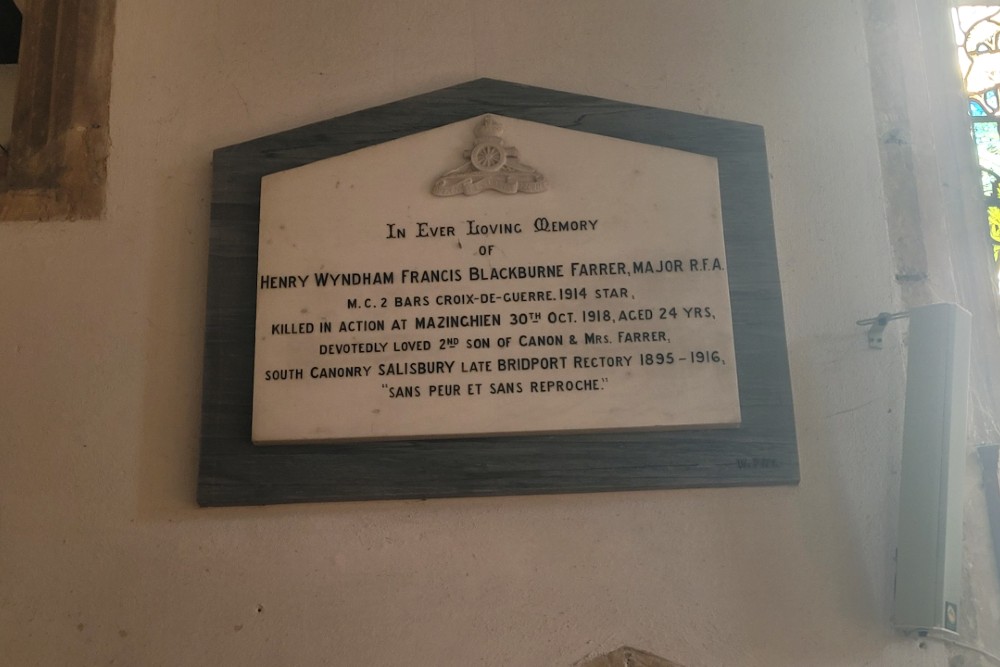 In Ever Loving Memory
OF
HENRY WYNDHAM FRANCIS BLACKBURNE FARRER, MAJOR R.F.A.
M.C. 2 BARS CROIX-DE-GUERRE. 1914 STAR,
KILLED IN ACTION AT MAZINGHIEN 30TH OCT. 1918, AGED 24 YRS,
DEVOTEDLY LOVED 2ND SON OF CANON & MRS. FARRER,
SOUTH CANONRY SALISBURY LATE BRIDPORT RECTORY 1895-1916,
"SANS PEUR ET SANS REPROCHE."